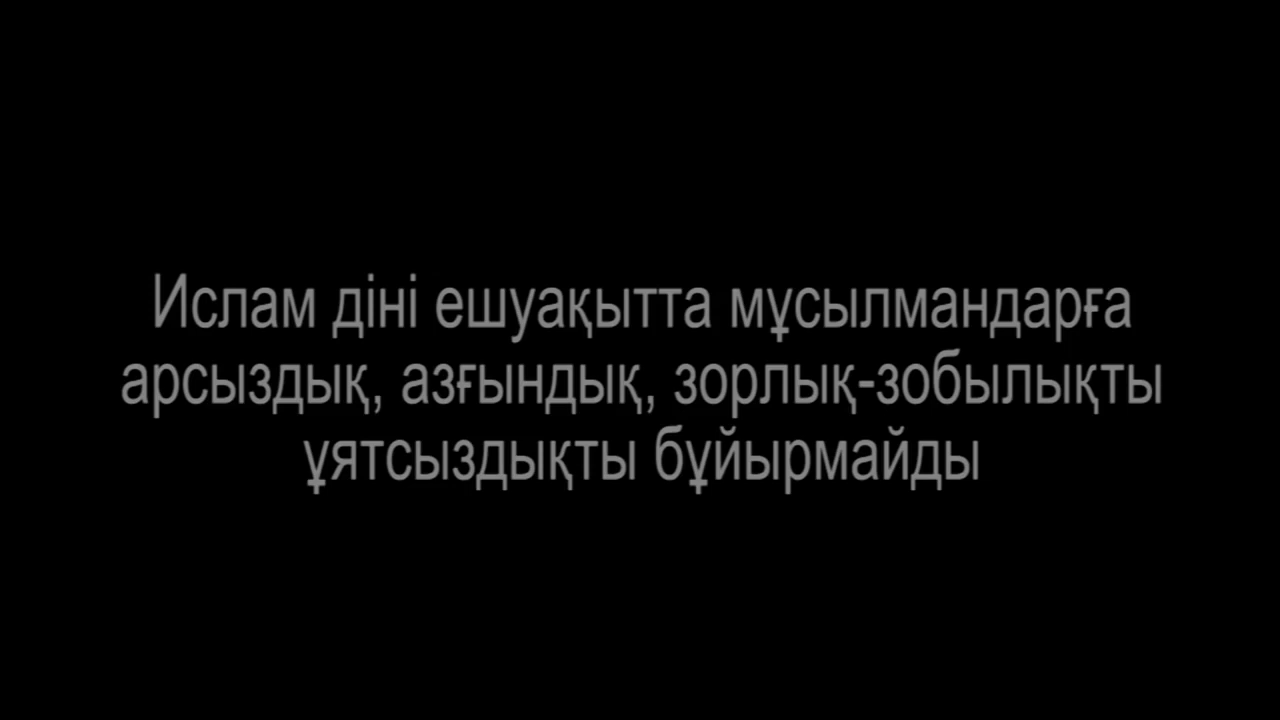 Ислам діні ешуақытта мұсылмандарға
арсыздық, азғындық, зорлық-зобылықты
ұятсыздықты бұйырмайды